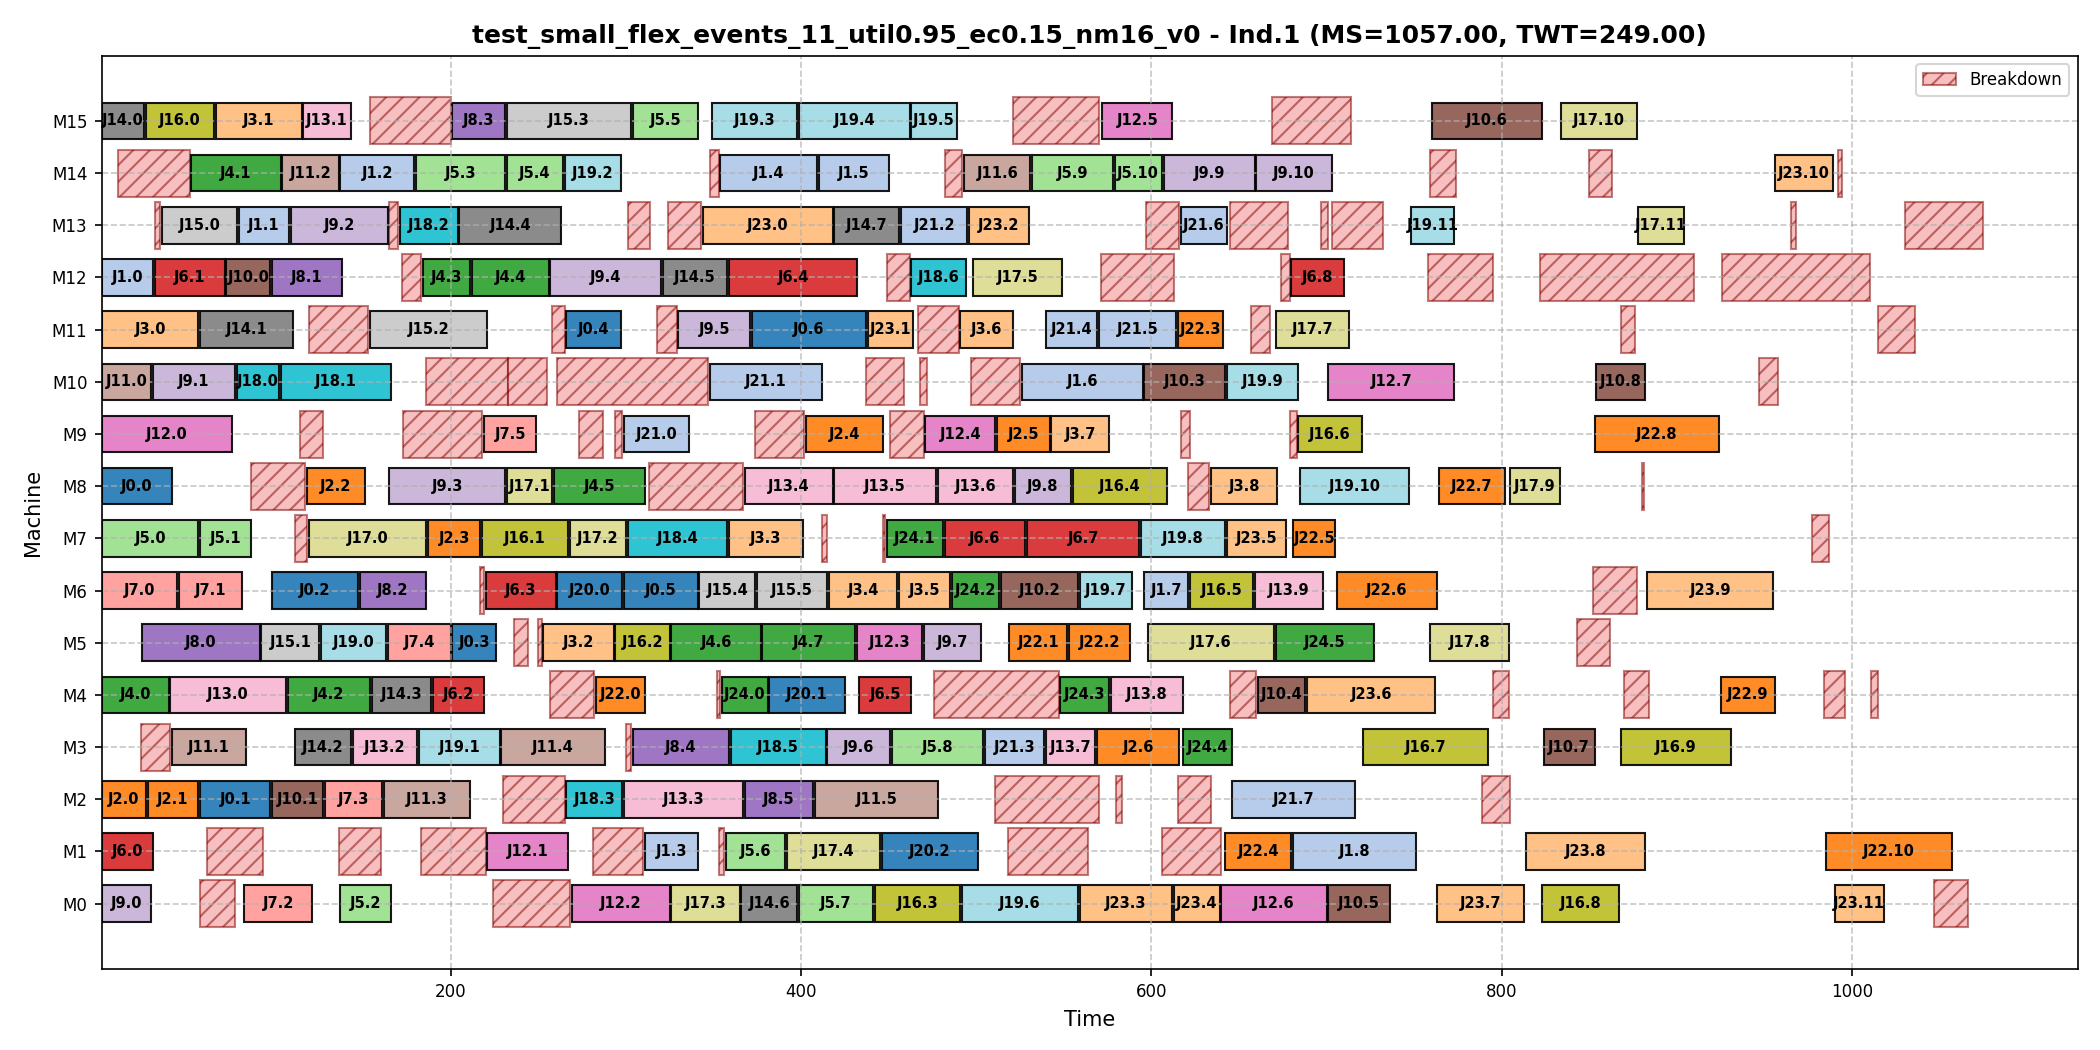 test_small_flex_events_11_util0.95_ec0.15_nm16_v0 - Ind.1 (MS=1057.00, TWT=249.00)
Breakdown
M15 J14.0 J16.0 J3.1 J13.1 J8.3 J15.3 J5.5 J19.3 J19.4 J19.5 J12.5 J10.6 J17.10
M14 J4.1 J11.2 J1.2 J5.3 J5.4 J19.2 J1.4 J1.5 J11.6 J5.9 J5.10 J9.9 J9.10 J23.10
M13 J15.0 J1.1 J9.2 J18.2 J14.4 J23.0 J14.7 J21.2 J23.2 J21.6 J19.11 J17.11
M12 J1.0 J6.1 J10.0 J8.1 J4.3 J4.4 J9.4 J14.5 J6.4 J18.6 J17.5 J6.8
M11 J3.0 J14.1 J15.2 J0.4 J9.5 J0.6 J23.1 J3.6 J21.4 J21.5 J22.3 J17.7
M10 J11.0 J9.1 J18.0 J18.1 J21.1 J1.6 J10.3 J19.9 J12.7 J10.8
M9 J12.0 J7.5 J21.0 J2.4 J12.4 J2.5 J3.7 J16.6 J22.8
M8 J0.0 J2.2 J9.3 J17.1 J4.5 J13.4 J13.5 J13.6 J9.8 J16.4 J3.8 J19.10 J22.7 J17.9
M7 J5.0 J5.1 J17.0 J2.3 J16.1 J17.2 J18.4 J3.3 J24.1 J6.6 J6.7 J19.8 J23.5 J22.5
M6 J7.0 J7.1 J0.2 J8.2 J6.3 J20.0 J0.5 J15.4 J15.5 J3.4 J3.5 J24.2 J10.2 J19.7 J1.7 J16.5 J13.9 J22.6 J23.9
M5 J8.0 J15.1 J19.0 J7.4 J0.3 J3.2 J16.2 J4.6 J4.7 J12.3 J9.7 J22.1 J22.2 J17.6 J24.5 J17.8
M4 J4.0 J13.0 J4.2 J14.3 J6.2 J22.0 J24.0 J20.1 J6.5 J24.3 J13.8 J10.4 J23.6 J22.9
M3 J11.1 J14.2 J13.2 J19.1 J11.4 J8.4 J18.5 J9.6 J5.8 J21.3 J13.7 J2.6 J24.4 J16.7 J10.7 J16.9
M2 J2.0 J2.1 J0.1 J10.1 J7.3 J11.3 J18.3 J13.3 J8.5 J11.5 J21.7
M1 J6.0 J12.1 J1.3 J5.6 J17.4 J20.2 J22.4 J1.8 J23.8 J22.10
M0 J9.0 J7.2 J5.2 J12.2 J17.3 J14.6 J5.7 J16.3 J19.6 J23.3 J23.4 J12.6 J10.5 J23.7 J16.8 J23.11
Machine
200 400 600 800 1000
Time